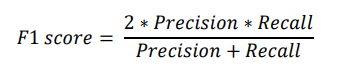 F1 score = 2 * Precision * Recall / Precision + Recall